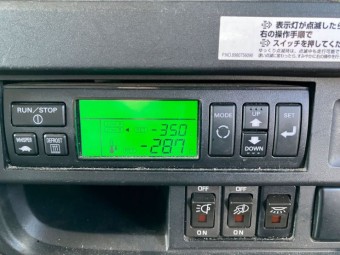 表示灯が点滅したら
右の操作手順で
スイッチを押してくだ
RUN/STOP
MODE
UP
SET
-35.0
-28.7
WHISPER
DEFROST
DOWN
OFF
OFF
ON
ON